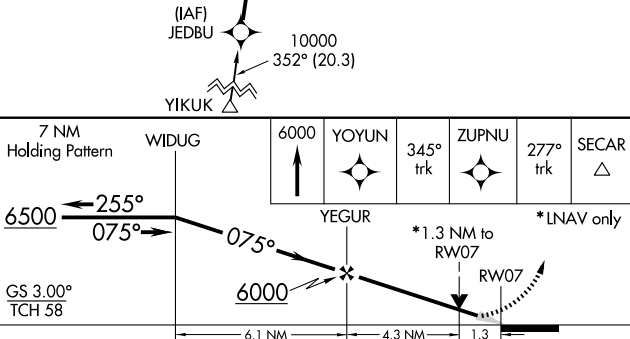 (IAF)
JEDBU
10000
352° (20.3)
YIKUK
7 NM
Holding Pattern
WIDUG
6000
YOYUN
345°
trk
ZUPNU
277°
trk
SECAR
6500
255°
075°
075°
YEGUR
6000
*1.3 NM to
RW07
*LNAV only
RW07
GS 3.00°
TCH 58
6.1 NM
4.3 NM
1.3